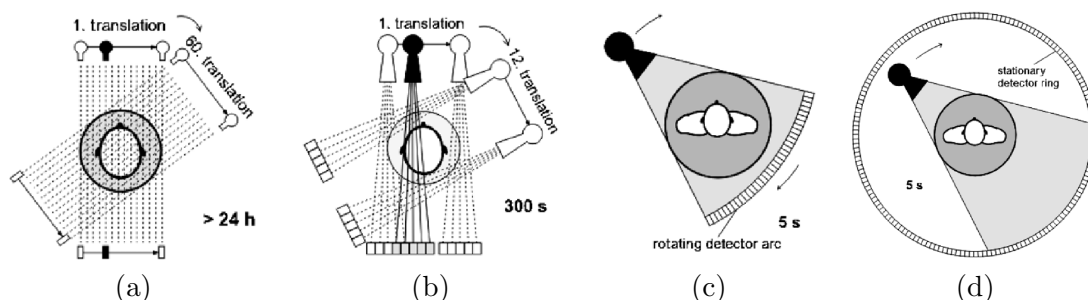 1. translation
60. translation
> 24 h
(a)
1. translation
12. translation
300 s
(b)
5 s
rotating detector arc
(c)
stationary
detector ring
5 s
(d)